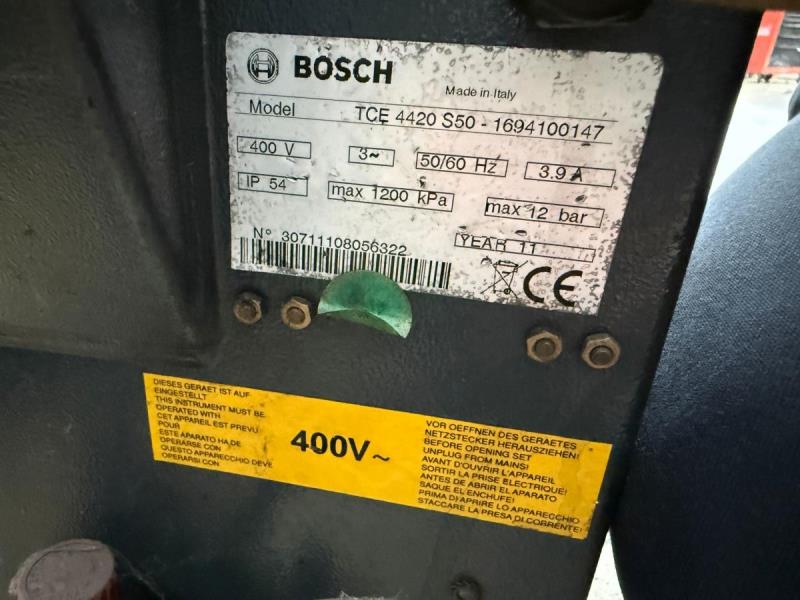 BOSCH
Made in Italy
Model TCE 4420 S50 - 1694100147
400 V 3~ 50/60 Hz 3.9 A
IP 54 max 1200 kPa max 12 bar
N° 30711108056322 YEAR 11
CE
DIESES GERAET IST AUF
EINGESTELLT
THIS INSTRUMENT MUST BE
OPERATED WITH
CET APPAREIL EST PREVU
POUR
ESTE APARATO HA DE
OPERARSE CON
QUESTO APPARECCHIO DEVE
OPERARSI CON
400V~
VOR OEFFNEN DES GERAETES
NETZSTECKER HERAUSZIEHEN!
BEFORE OPENING SET
UNPLUG FROM MAINS!
AVANT D'OUVRIR L'APPAREIL
SORTIR LA PRISE ELECTRIQUE!
ANTES DE ABRIR EL APARATO
SAQUE EL ENCHUFE!
PRIMA DI APRIRE LO APPARECCHIO
STACCARE LA PRESA DI CORRENTE!